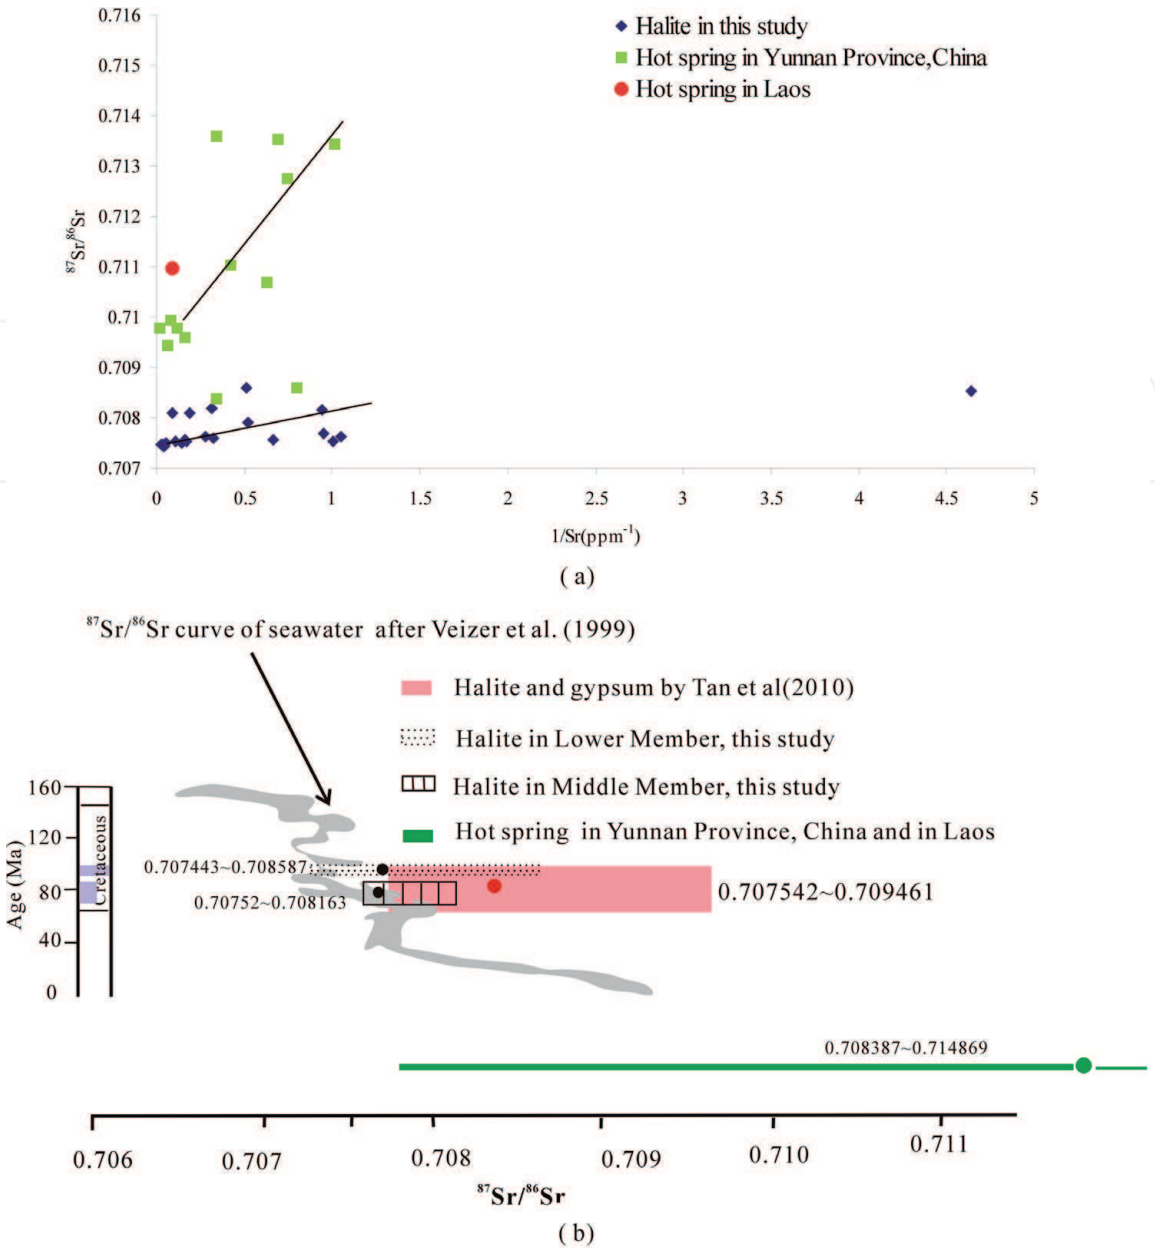 0.716
0.715
0.714
0.713
0.712
0.711
0.71
0.709
0.708
0.707
⁸⁷Sr/⁸⁶Sr
Halite in this study
Hot spring in Yunnan Province,China
Hot spring in Laos
0 0.5 1 1.5 2 2.5 3 3.5 4 4.5 5
1/Sr(ppm⁻¹)
( a )
⁸⁷Sr/⁸⁶Sr curve of seawater after Veizer et al. (1999)
Halite and gypsum by Tan et al(2010)
Halite in Lower Member, this study
Halite in Middle Member, this study
Hot spring in Yunnan Province, China and in Laos
Age (Ma)
160
120
80
40
0
Cretaceous
0.707443~0.708587
0.70752~0.708163
0.707542~0.709461
0.708387~0.714869
0.706 0.707 0.708 0.709 0.710 0.711
⁸⁷Sr/⁸⁶Sr
( b )